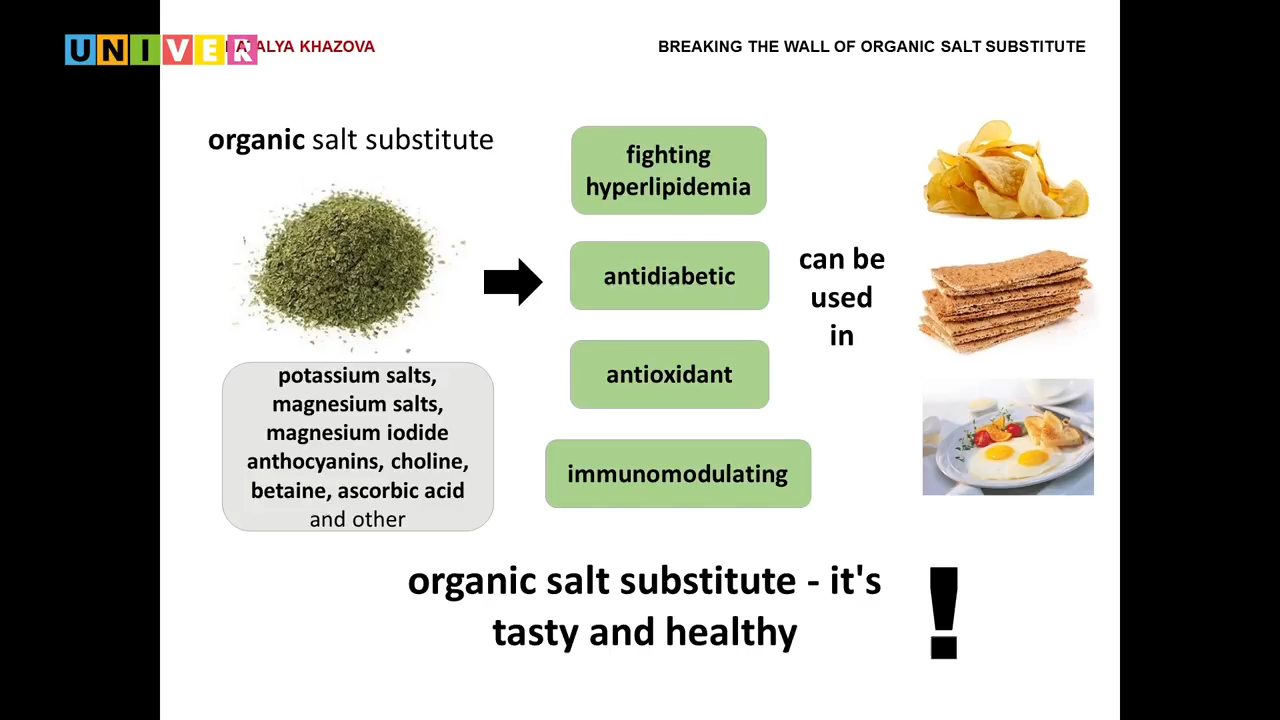 UNIVER
NATALYA KHAZOVA
BREAKING THE WALL OF ORGANIC SALT SUBSTITUTE
organic salt substitute
potassium salts,
magnesium salts,
magnesium iodide
anthocyanins, choline,
betaine, ascorbic acid
and other
fighting
hyperlipidemia
antidiabetic
antioxidant
immunomodulating
can be
used
in
organic salt substitute - it's
tasty and healthy
!